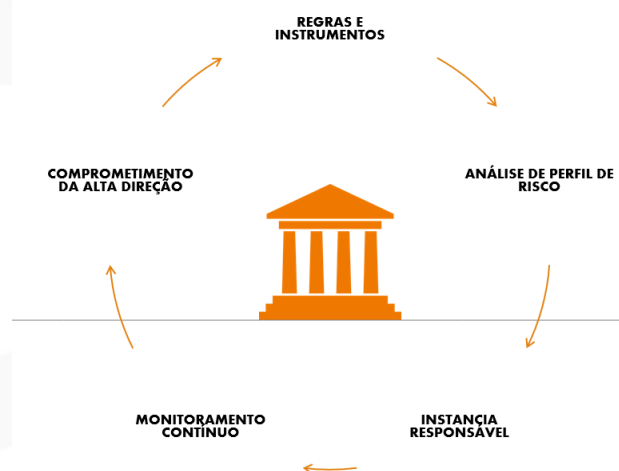 REGRAS E
INSTRUMENTOS
COMPROMETIMENTO
DA ALTA DIREÇÃO
ANÁLISE DE PERFIL DE
RISCO
MONITORAMENTO
CONTÍNUO
INSTANCIA
RESPONSÁVEL